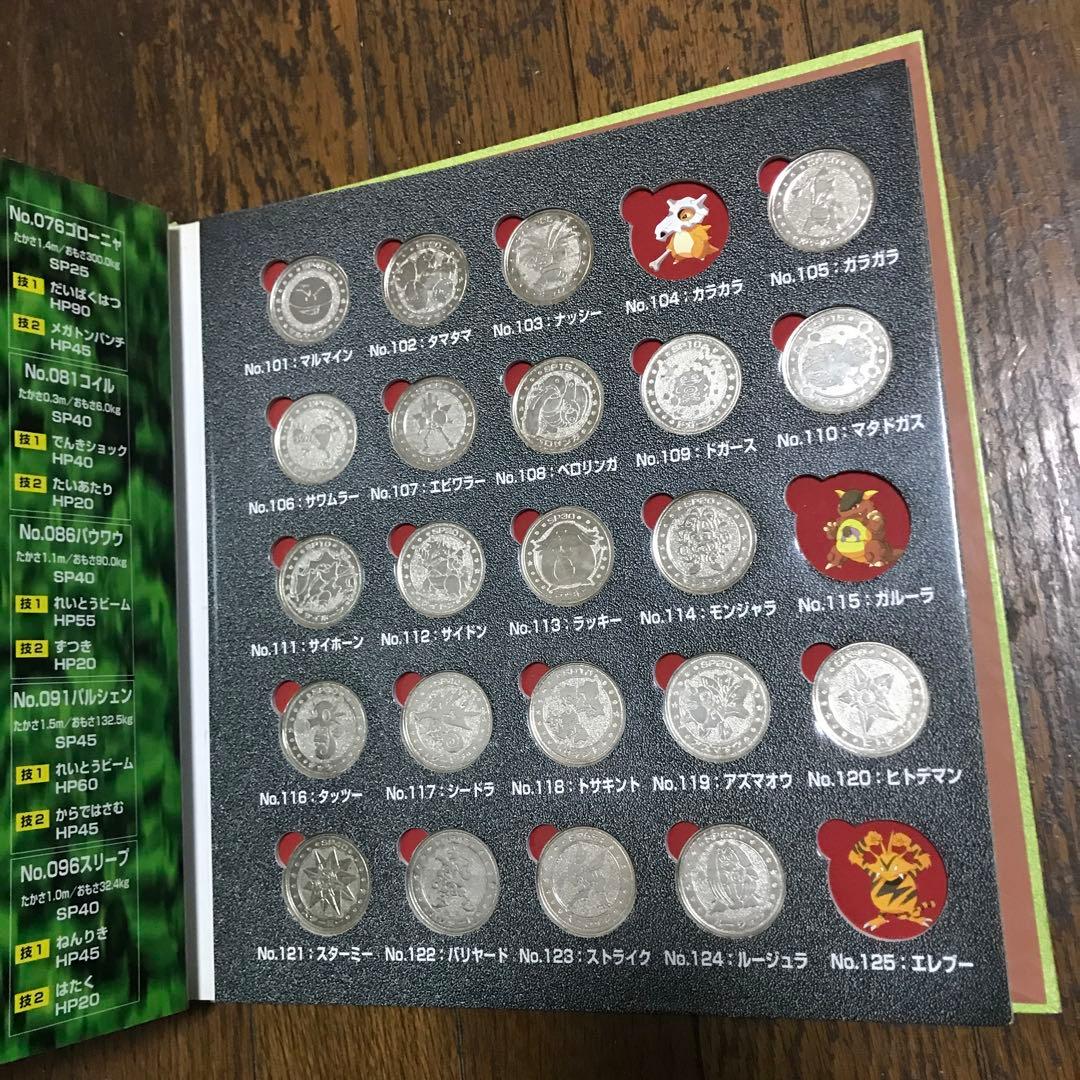 No.076ゴローニャ
たかさ1.4m/おもさ300.0kg
SP25
技1 だいばくはつ
HP90
技2 メガトンパンチ
HP45
No.081コイル
たかさ0.3m/おもさ6.0kg
SP40
技1 でんきショック
HP40
技2 たいあたり
HP20
No.086パウワウ
たかさ1.1m/おもさ90.0kg
SP40
技1 れいとうビーム
HP55
技2 ずつき
HP20
No.091パルシェン
たかさ1.5m/おもさ132.5kg
SP45
技1 れいとうビーム
HP60
技2 からではさむ
HP45
No.096スリープ
たかさ1.0m/おもさ32.4kg
SP40
技1 ねんりき
HP45
技2 はたく
HP20
No.101：マルマイン
No.102：タマタマ
No.103：ナッシー
No.104：カラカラ
No.105：ガラガラ
SP15
SP10
SP15
No.106：サワムラー
No.107：エビワラー
No.108：ベロリンガ
No.109：ドガース
No.110：マタドガス
SP30
SP20
No.111：サイホーン
No.112：サイドン
No.113：ラッキー
No.114：モンジャラ
No.115：ガルーラ
SP20
No.116：タッツー
No.117：シードラ
No.118：トサキント
No.119：アズマオウ
No.120：ヒトデマン
No.121：スターミー
No.122：バリヤード
No.123：ストライク
No.124：ルージュラ
No.125：エレブー